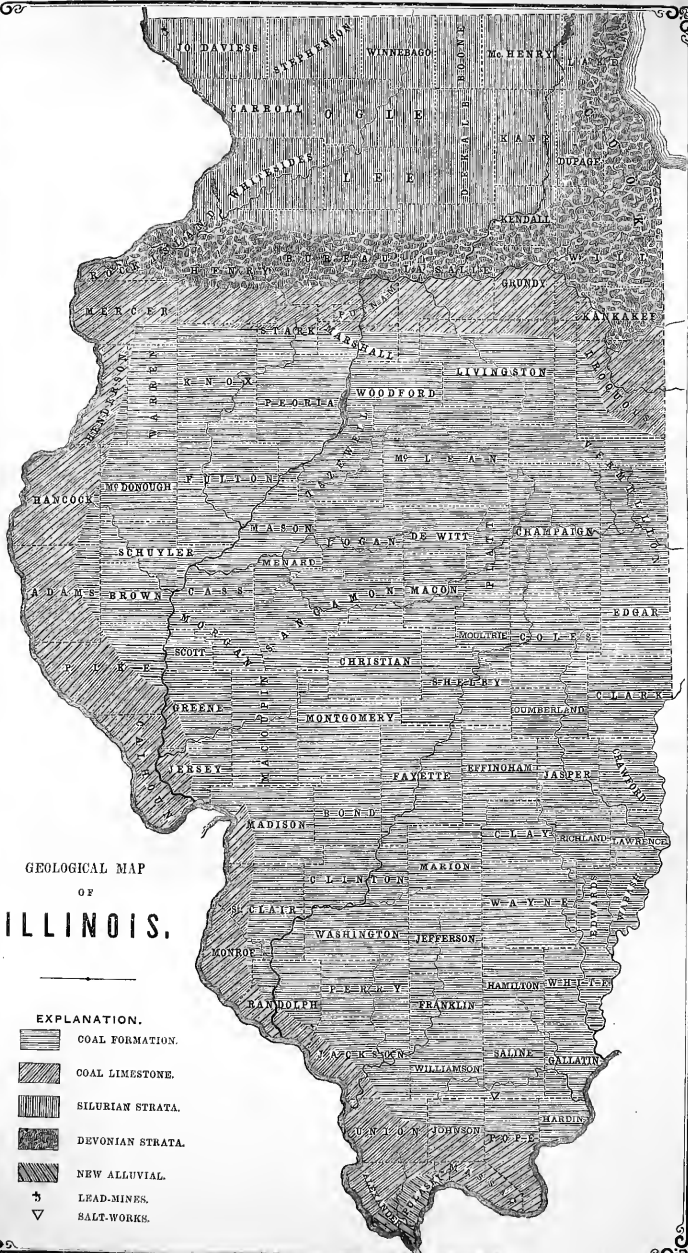 JO DAVIESS
STEPHENSON
WINNEBAGO
BOONE
Mc. HENRY
LAKE
CARROLL
OGLE
DE KALB
KANE
COOK
DUPAGE
WHITESIDES
LEE
KENDALL
ROCK ISLAND
HENRY
BUREAU
LA SALLE
WILL
GRUNDY
MERCER
PUTNAM
KANKAKEE
STARK
MARSHALL
IROQUOIS
HENDERSON
WARREN
KNOX
PEORIA
WOODFORD
LIVINGSTON
TAZEWELL
Mc LEAN
VERMILLION
HANCOCK
McDONOUGH
FULTON
MASON
LOGAN
DE WITT
PIATT
CHAMPAIGN
SCHUYLER
MENARD
ADAMS
BROWN
CASS
SANGAMON
MACON
EDGAR
MORGAN
MOULTRIE
COLES
PIKE
SCOTT
CHRISTIAN
SHELBY
CLARK
GREENE
MACOUPIN
MONTGOMERY
CUMBERLAND
CALHOUN
JERSEY
FAYETTE
EFFINGHAM
JASPER
CRAWFORD
MADISON
BOND
CLAY
RICHLAND
LAWRENCE
GEOLOGICAL MAP
OF
ILLINOIS.
CLINTON
MARION
St. CLAIR
WAYNE
EDWARDS
WABASH
WASHINGTON
JEFFERSON
MONROE
RANDOLPH
PERRY
FRANKLIN
HAMILTON
WHITE
JACKSON
WILLIAMSON
SALINE
GALLATIN
UNION
JOHNSON
POPE
HARDIN
ALEXANDER
PULASKI
MASSAC
EXPLANATION.
COAL FORMATION.
COAL LIMESTONE.
SILURIAN STRATA.
DEVONIAN STRATA.
NEW ALLUVIAL.
LEAD-MINES.
SALT-WORKS.